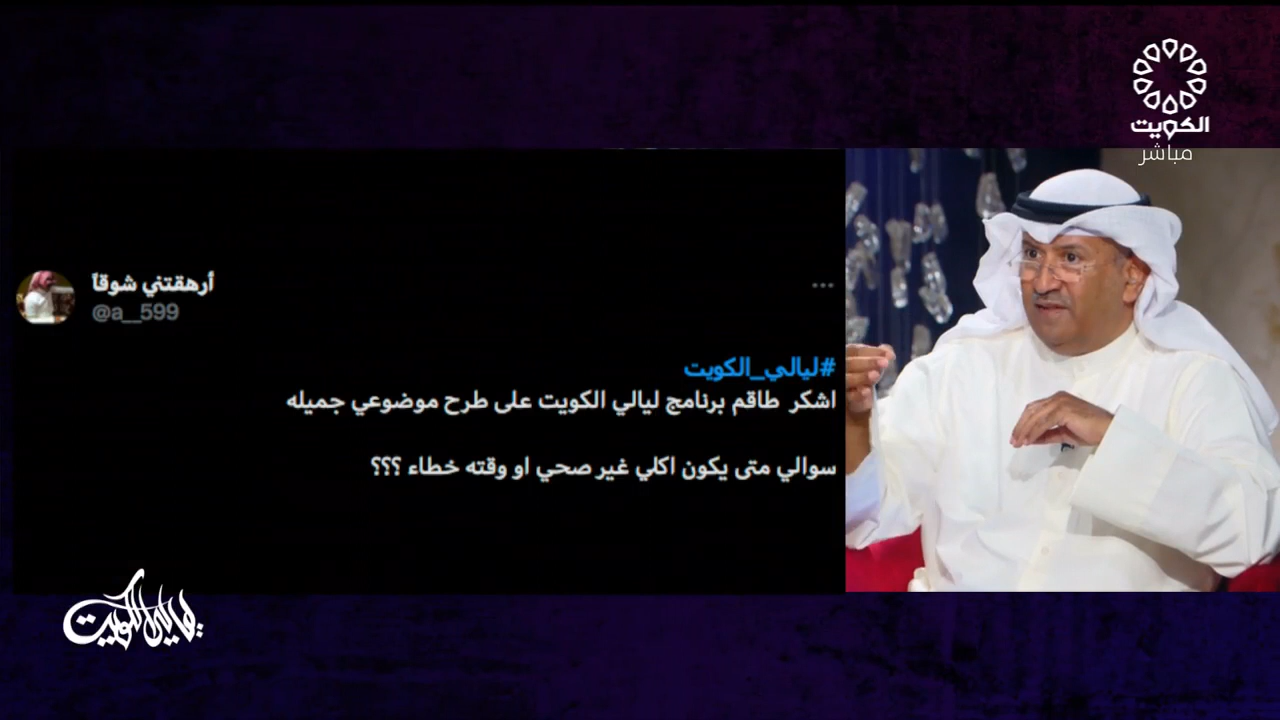 الكويت
مباشر
أرهقتني شوقاً
@a__599
#ليالي_الكويت
اشكر طاقم برنامج ليالي الكويت على طرح موضوعي جميله
سوالي متى يكون اكلي غير صحي او وقته خطاء ؟؟؟
ليالي الكويت